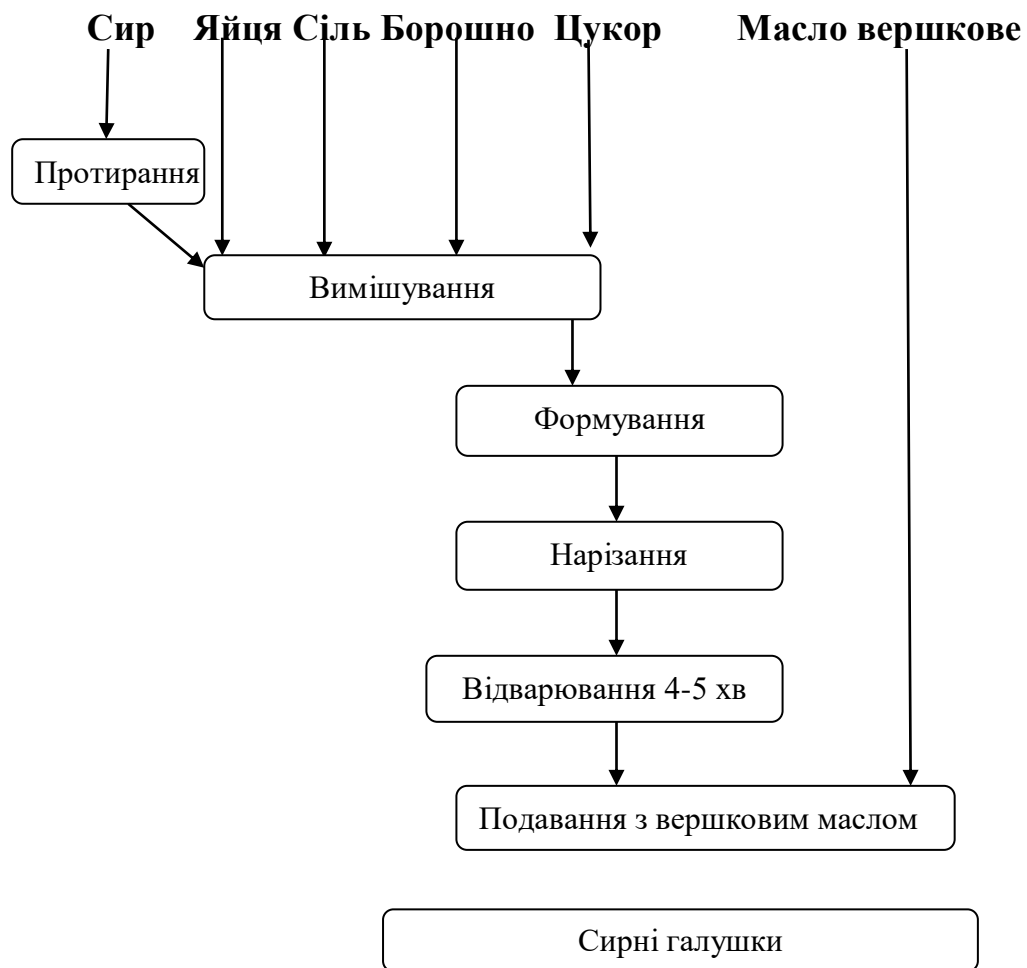 Сир Яйця Сіль Борошно Цукор Масло вершкове
Протирання
Вимішування
Формування
Нарізання
Відварювання 4-5 хв
Подавання з вершковим маслом
Сирні галушки